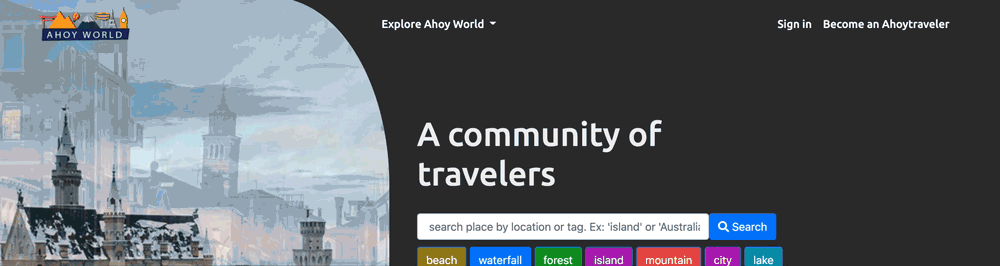 AHOY WORLD
Explore Ahoy World
Sign in
Become an Ahoytraveler
A community of
travelers
search place by location or tag. Ex: 'island' or 'Australia
Search
beach
waterfall
forest
island
mountain
city
lake